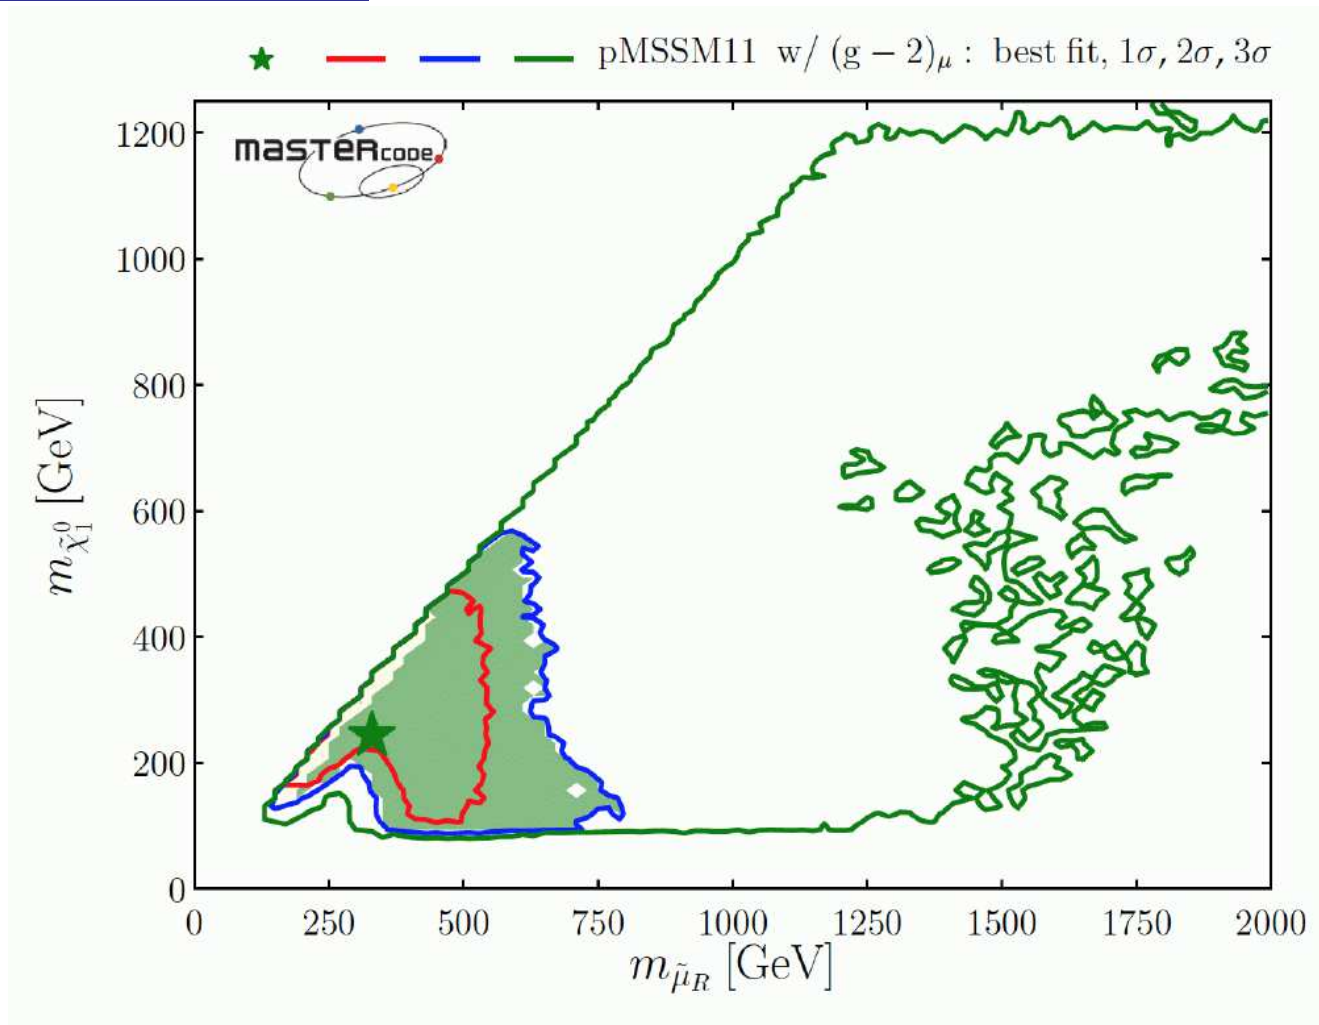 pMSSM11 w/ (g − 2)μ : best fit, 1σ, 2σ, 3σ
MASTERCODE
1200
1000
800
600
400
200
0
m_χ̃₁⁰ [GeV]
0 250 500 750 1000 1250 1500 1750 2000
m_μ̃_R [GeV]